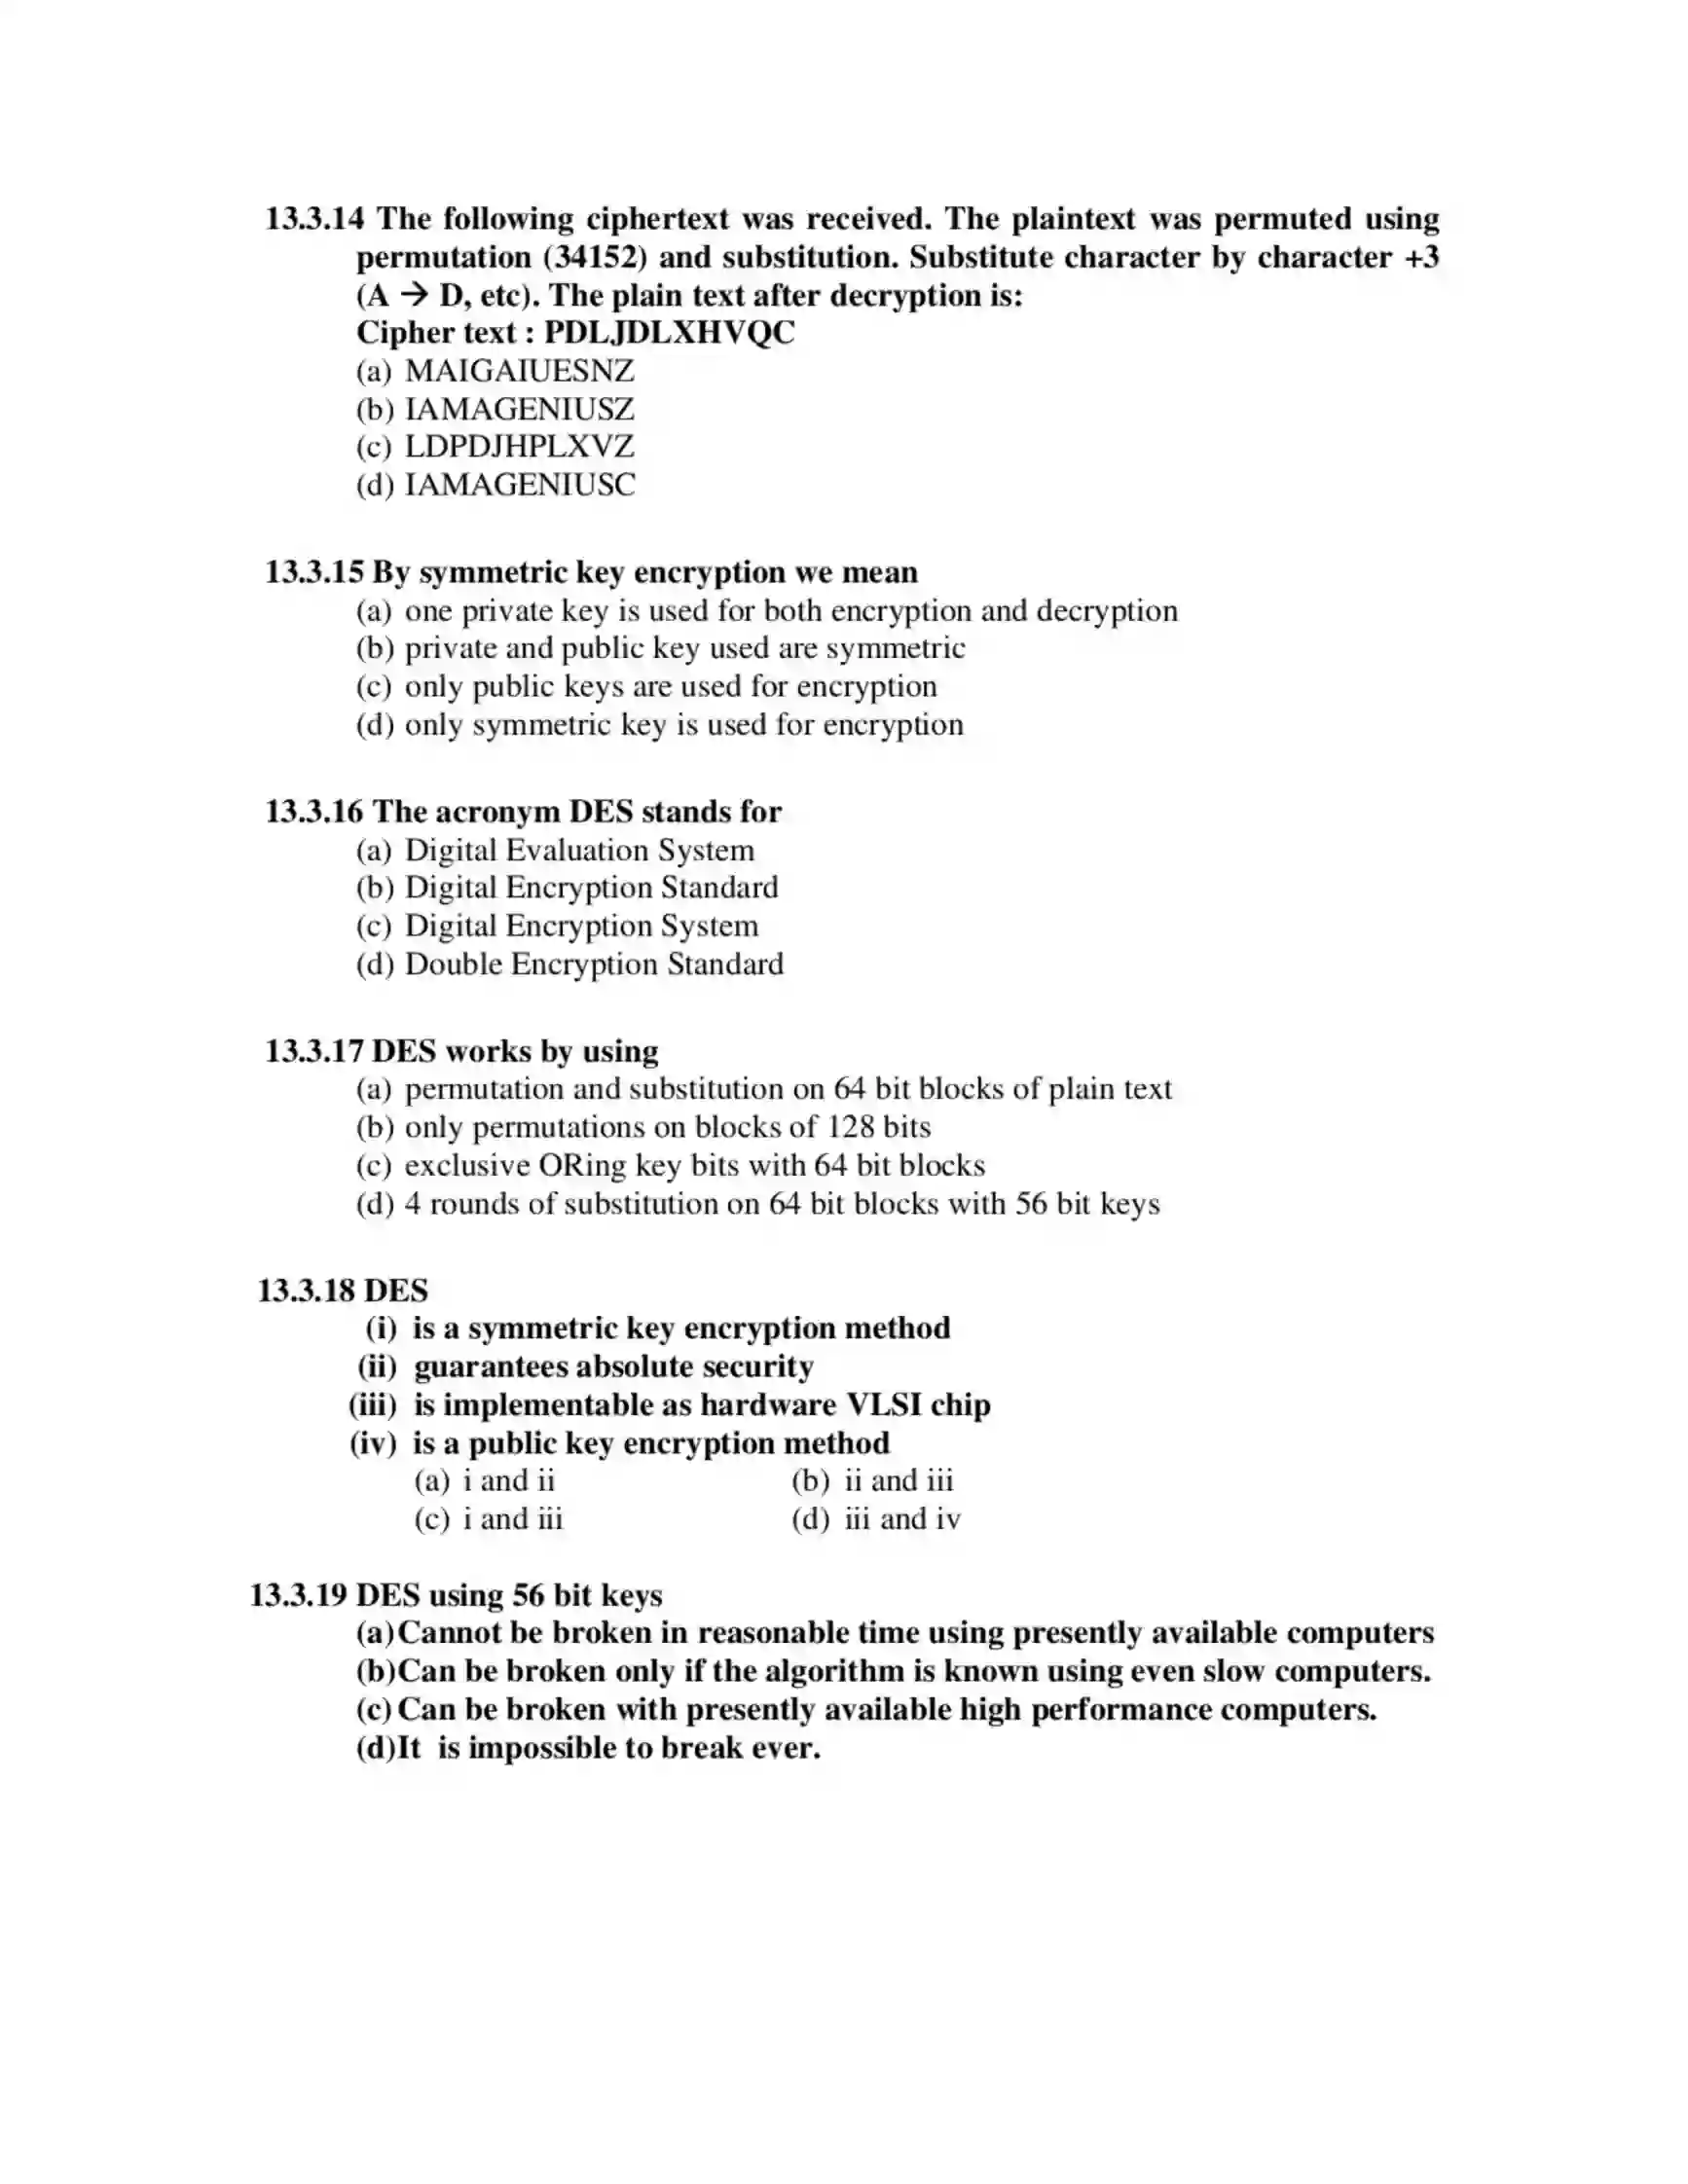 13.3.14 The following ciphertext was received. The plaintext was permuted using
permutation (34152) and substitution. Substitute character by character +3
(A → D, etc). The plain text after decryption is:
Cipher text : PDLJDLXHVQC
(a) MAIGAIUESNZ
(b) IAMAGENIUSZ
(c) LDPDJHPLXVZ
(d) IAMAGENIUSC
13.3.15 By symmetric key encryption we mean
(a) one private key is used for both encryption and decryption
(b) private and public key used are symmetric
(c) only public keys are used for encryption
(d) only symmetric key is used for encryption
13.3.16 The acronym DES stands for
(a) Digital Evaluation System
(b) Digital Encryption Standard
(c) Digital Encryption System
(d) Double Encryption Standard
13.3.17 DES works by using
(a) permutation and substitution on 64 bit blocks of plain text
(b) only permutations on blocks of 128 bits
(c) exclusive ORing key bits with 64 bit blocks
(d) 4 rounds of substitution on 64 bit blocks with 56 bit keys
13.3.18 DES
(i) is a symmetric key encryption method
(ii) guarantees absolute security
(iii) is implementable as hardware VLSI chip
(iv) is a public key encryption method
(a) i and ii (b) ii and iii
(c) i and iii (d) iii and iv
13.3.19 DES using 56 bit keys
(a)Cannot be broken in reasonable time using presently available computers
(b)Can be broken only if the algorithm is known using even slow computers.
(c) Can be broken with presently available high performance computers.
(d)It is impossible to break ever.